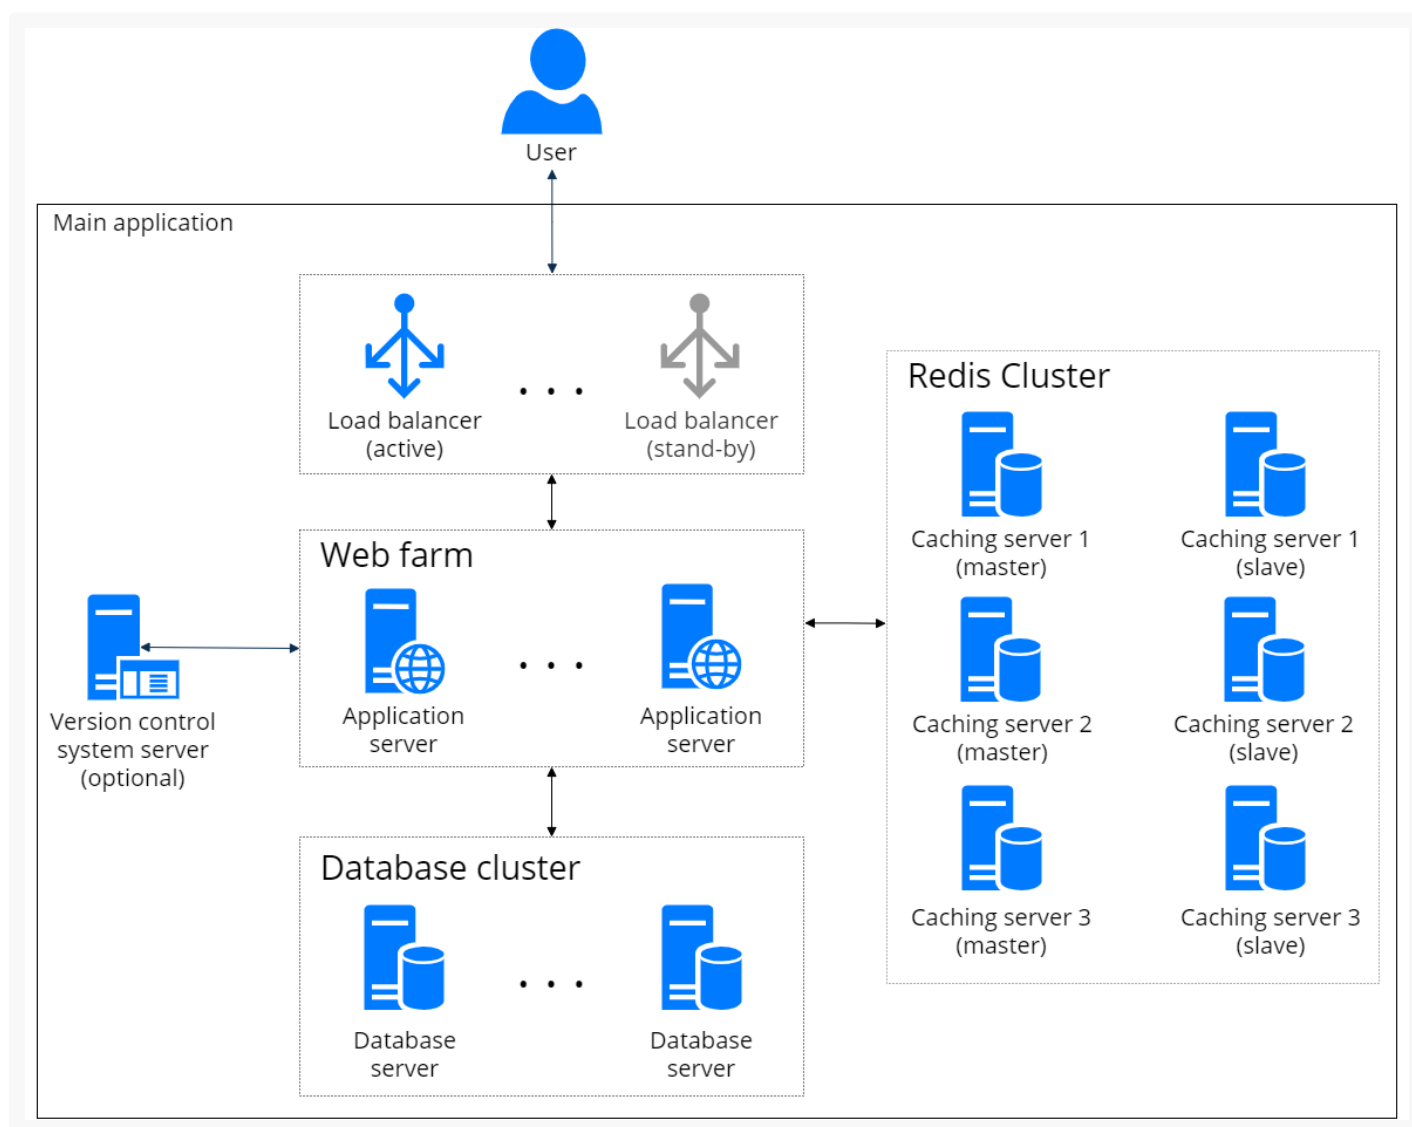 User
Main application
Load balancer
(active)
. . .
Load balancer
(stand-by)
Redis Cluster
Caching server 1
(master)
Caching server 1
(slave)
Caching server 2
(master)
Caching server 2
(slave)
Caching server 3
(master)
Caching server 3
(slave)
Web farm
Application
server
. . .
Application
server
Version control
system server
(optional)
Database cluster
Database
server
. . .
Database
server